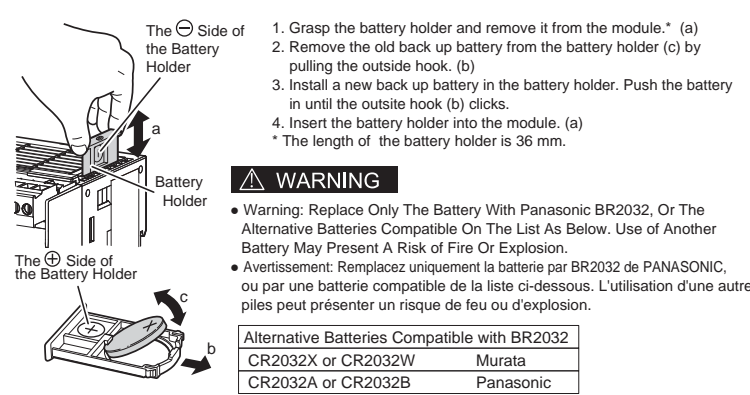 The ⊖ Side of
the Battery
Holder
a
Battery
Holder
The ⊕ Side of
the Battery Holder
c
b
1. Grasp the battery holder and remove it from the module.* (a)
2. Remove the old back up battery from the battery holder (c) by
pulling the outside hook. (b)
3. Install a new back up battery in the battery holder. Push the battery
in until the outsite hook (b) clicks.
4. Insert the battery holder into the module. (a)
* The length of the battery holder is 36 mm.
⚠ WARNING
● Warning: Replace Only The Battery With Panasonic BR2032, Or The
Alternative Batteries Compatible On The List As Below. Use of Another
Battery May Present A Risk of Fire Or Explosion.
● Avertissement: Remplacez uniquement la batterie par BR2032 de PANASONIC,
ou par une batterie compatible de la liste ci-dessous. L'utilisation d'une autre
piles peut présenter un risque de feu ou d'explosion.
Alternative Batteries Compatible with BR2032
CR2032X or CR2032W Murata
CR2032A or CR2032B Panasonic